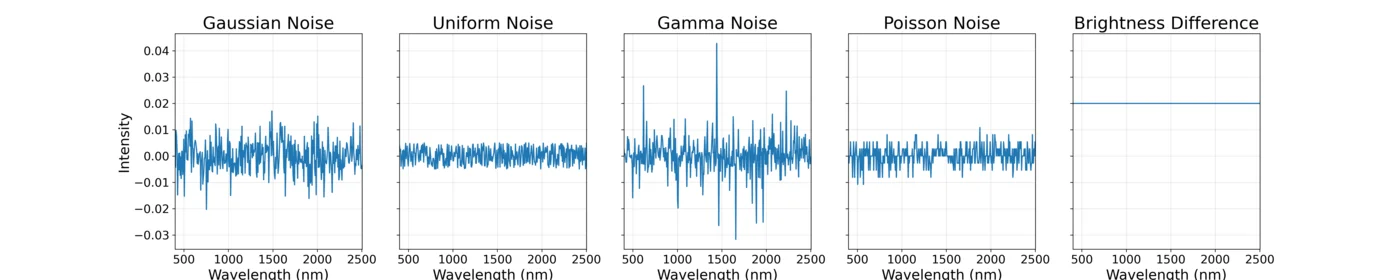 Gaussian Noise
Uniform Noise
Gamma Noise
Poisson Noise
Brightness Difference
Intensity
0.04
0.03
0.02
0.01
0.00
−0.01
−0.02
−0.03
500 1000 1500 2000 2500
500 1000 1500 2000 2500
500 1000 1500 2000 2500
500 1000 1500 2000 2500
500 1000 1500 2000 2500
Wavelength (nm)
Wavelength (nm)
Wavelength (nm)
Wavelength (nm)
Wavelength (nm)